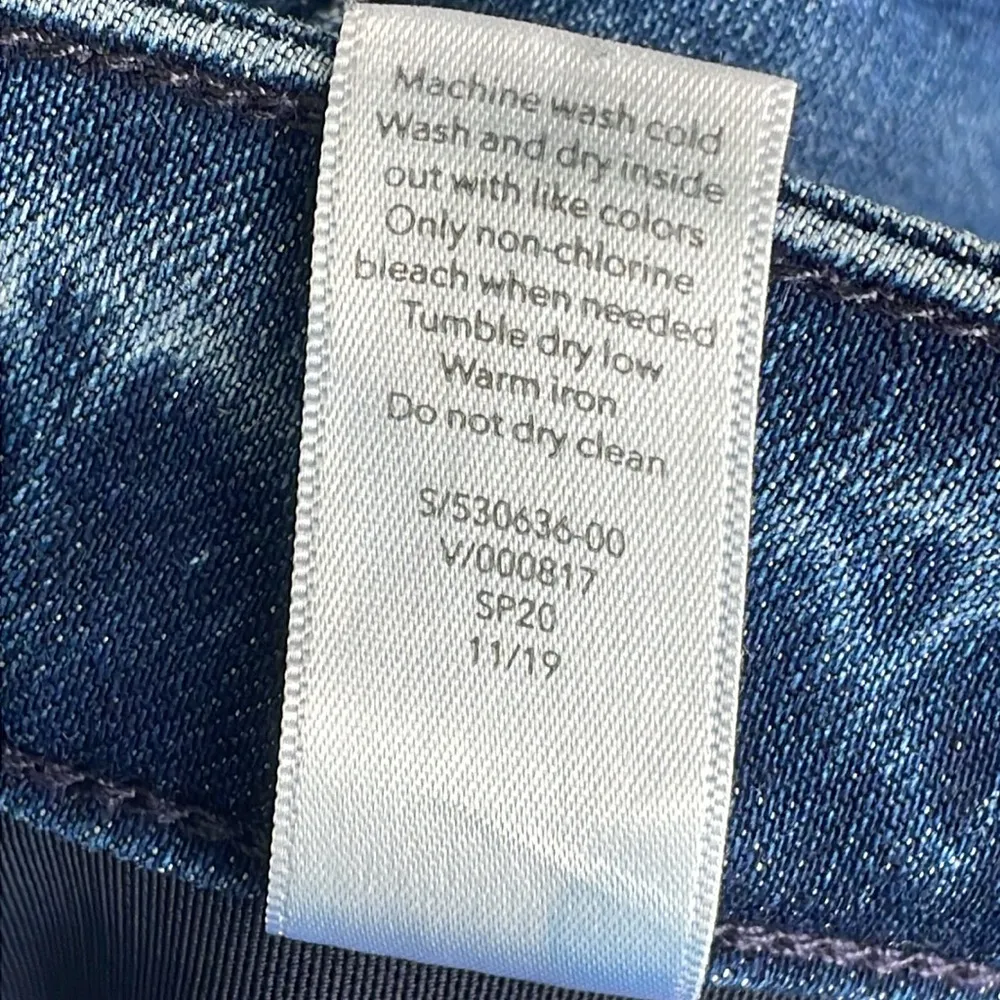 Machine wash cold
Wash and dry inside
out with like colors
Only non-chlorine
bleach when needed
Tumble dry low
Warm iron
Do not dry clean
S/530636-00
V/000817
SP20
11/19